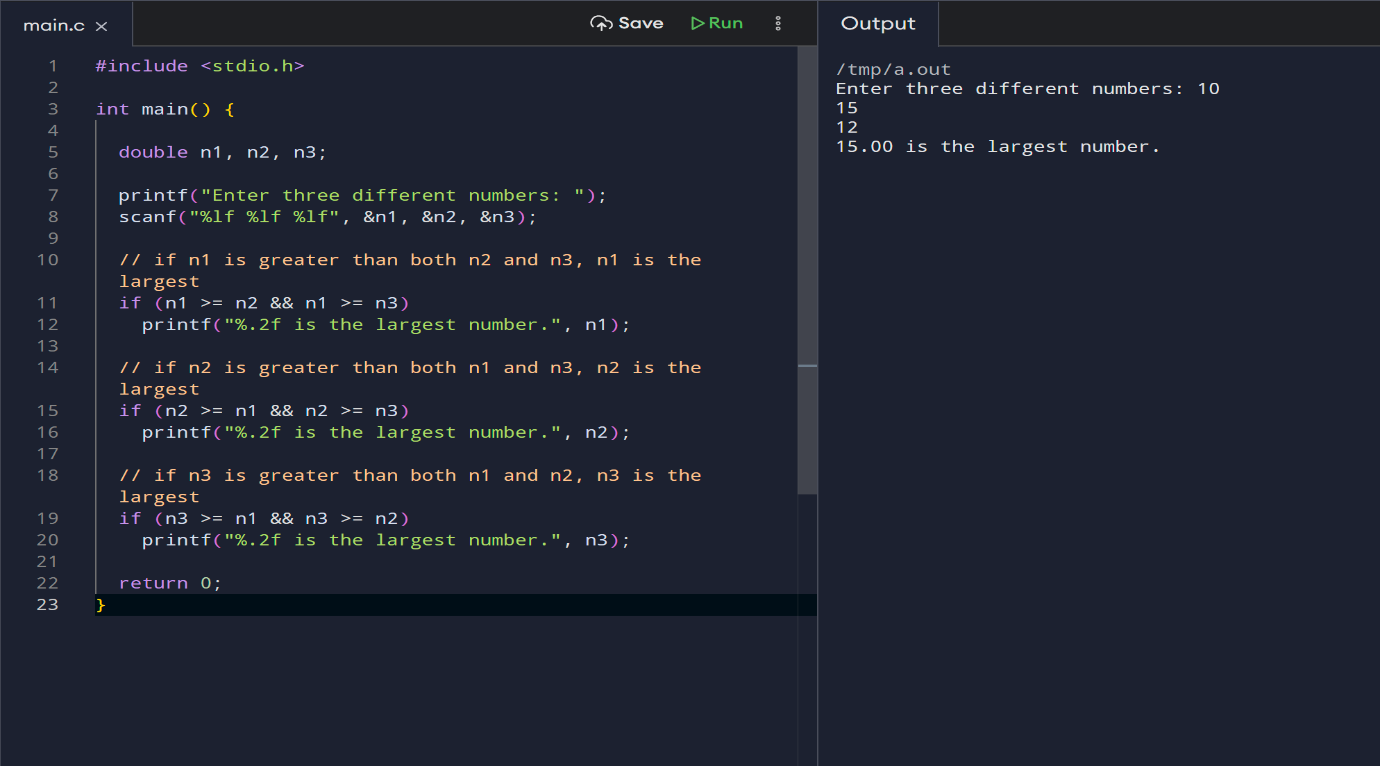 main.c ×
Save
Run
1 #include <stdio.h>
2
3 int main() {
4
5 double n1, n2, n3;
6
7 printf("Enter three different numbers: ");
8 scanf("%lf %lf %lf", &n1, &n2, &n3);
9
10 // if n1 is greater than both n2 and n3, n1 is the
largest
11 if (n1 >= n2 && n1 >= n3)
12 printf("%.2f is the largest number.", n1);
13
14 // if n2 is greater than both n1 and n3, n2 is the
largest
15 if (n2 >= n1 && n2 >= n3)
16 printf("%.2f is the largest number.", n2);
17
18 // if n3 is greater than both n1 and n2, n3 is the
largest
19 if (n3 >= n1 && n3 >= n2)
20 printf("%.2f is the largest number.", n3);
21
22 return 0;
23 }
Output
/tmp/a.out
Enter three different numbers: 10
15
12
15.00 is the largest number.